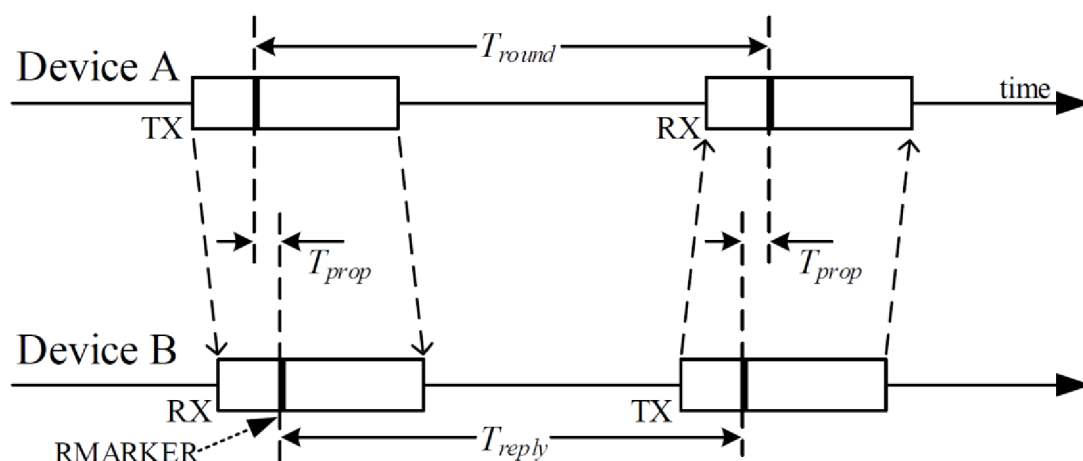 T_round
Device A
time
TX
RX
T_prop
T_prop
Device B
RX
TX
RMARKER
T_reply